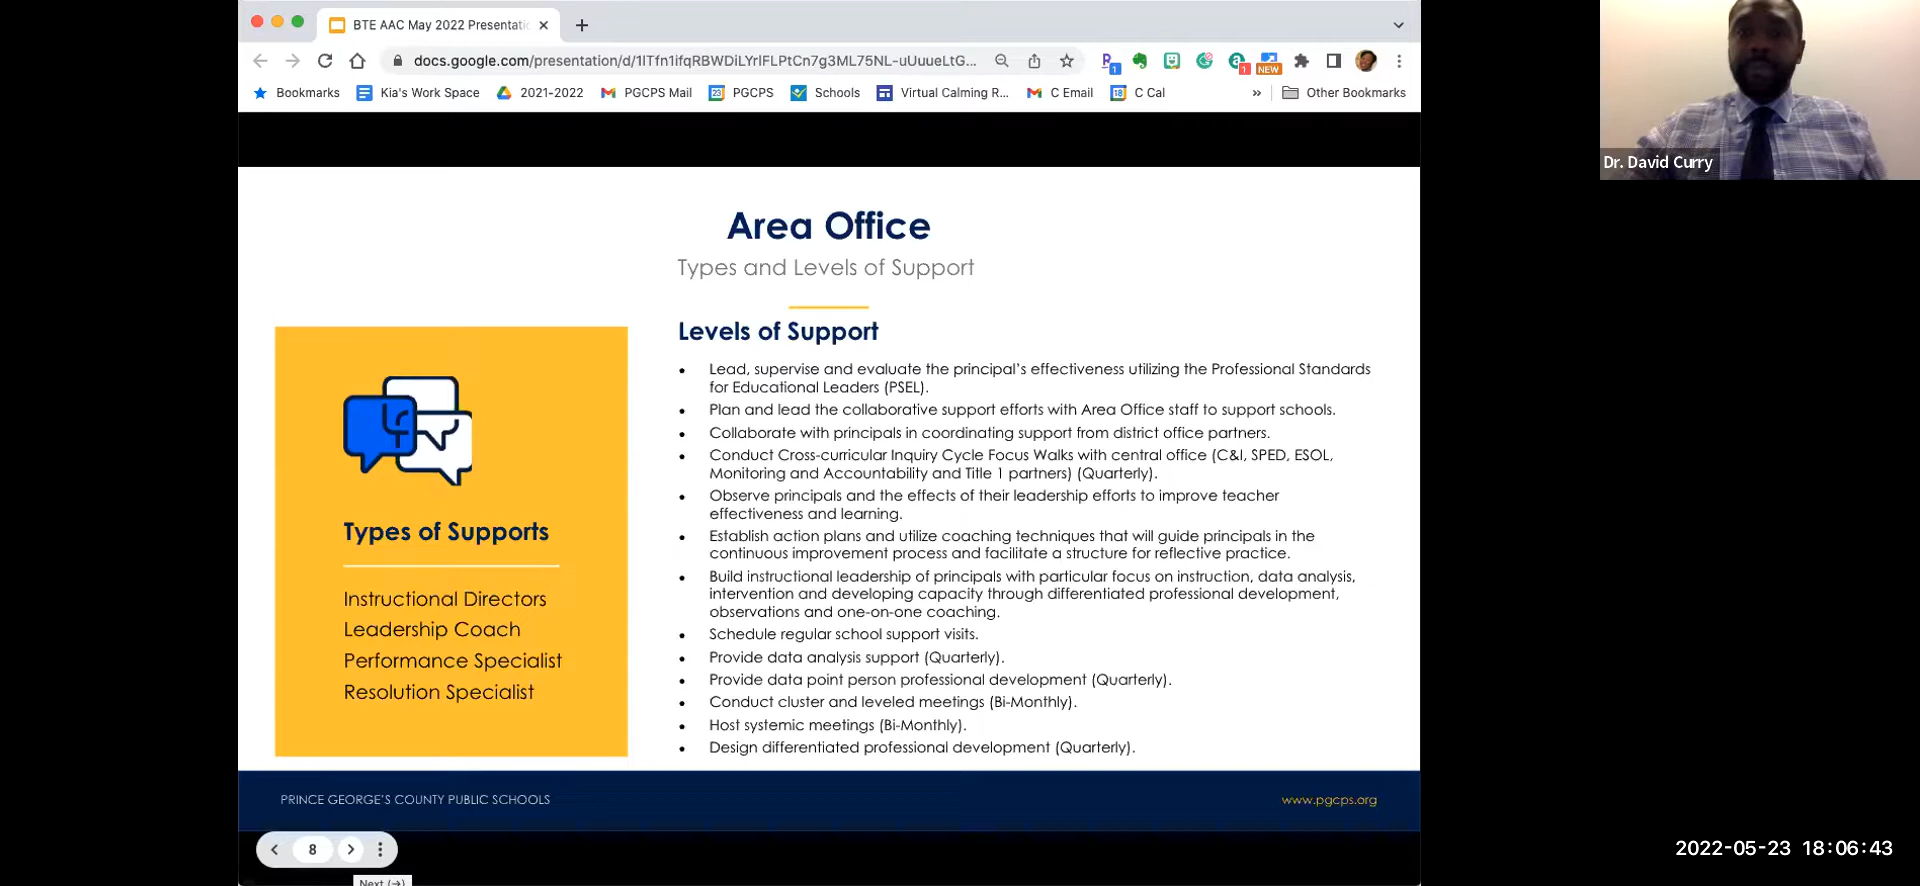 BTE AAC May 2022 Presentati
docs.google.com/presentation/d/1ITfn1ifqRBWDiLYrIFLPtCn7g3ML75NL-uUuueLtG...
1
1
NEW
Bookmarks
Kia's Work Space
2021-2022
PGCPS Mail
23
PGCPS
Schools
Virtual Calming R...
C Email
18
C Cal
»
Other Bookmarks
Dr. David Curry
Area Office
Types and Levels of Support
Types of Supports
Instructional Directors
Leadership Coach
Performance Specialist
Resolution Specialist
Levels of Support
• Lead, supervise and evaluate the principal's effectiveness utilizing the Professional Standards
for Educational Leaders (PSEL).
• Plan and lead the collaborative support efforts with Area Office staff to support schools.
• Collaborate with principals in coordinating support from district office partners.
• Conduct Cross-curricular Inquiry Cycle Focus Walks with central office (C&I, SPED, ESOL,
Monitoring and Accountability and Title 1 partners) (Quarterly).
• Observe principals and the effects of their leadership efforts to improve teacher
effectiveness and learning.
• Establish action plans and utilize coaching techniques that will guide principals in the
continuous improvement process and facilitate a structure for reflective practice.
• Build instructional leadership of principals with particular focus on instruction, data analysis,
intervention and developing capacity through differentiated professional development,
observations and one-on-one coaching.
• Schedule regular school support visits.
• Provide data analysis support (Quarterly).
• Provide data point person professional development (Quarterly).
• Conduct cluster and leveled meetings (Bi-Monthly).
• Host systemic meetings (Bi-Monthly).
• Design differentiated professional development (Quarterly).
PRINCE GEORGE'S COUNTY PUBLIC SCHOOLS
www.pgcps.org
8
Next (→)
2022-05-23 18:06:43